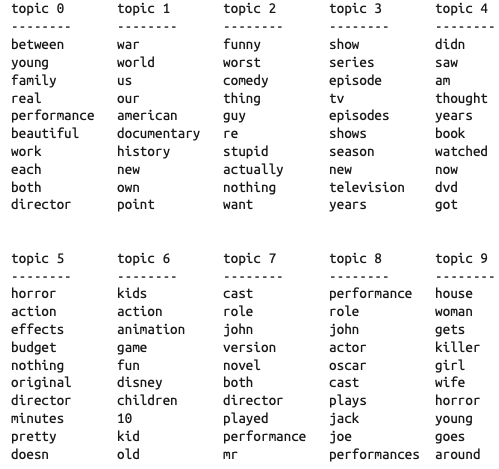 topic 0 topic 1 topic 2 topic 3 topic 4
-------- -------- -------- -------- --------
between war funny show didn
young world worst series saw
family us comedy episode am
real our thing tv thought
performance american guy episodes years
beautiful documentary re shows book
work history stupid season watched
each new actually new now
both own nothing television dvd
director point want years got
topic 5 topic 6 topic 7 topic 8 topic 9
-------- -------- -------- -------- --------
horror kids cast performance house
action action role role woman
effects animation john john gets
budget game version actor killer
nothing fun novel oscar girl
original disney both cast wife
director children director plays horror
minutes 10 played jack young
pretty kid performance joe goes
doesn old mr performances around